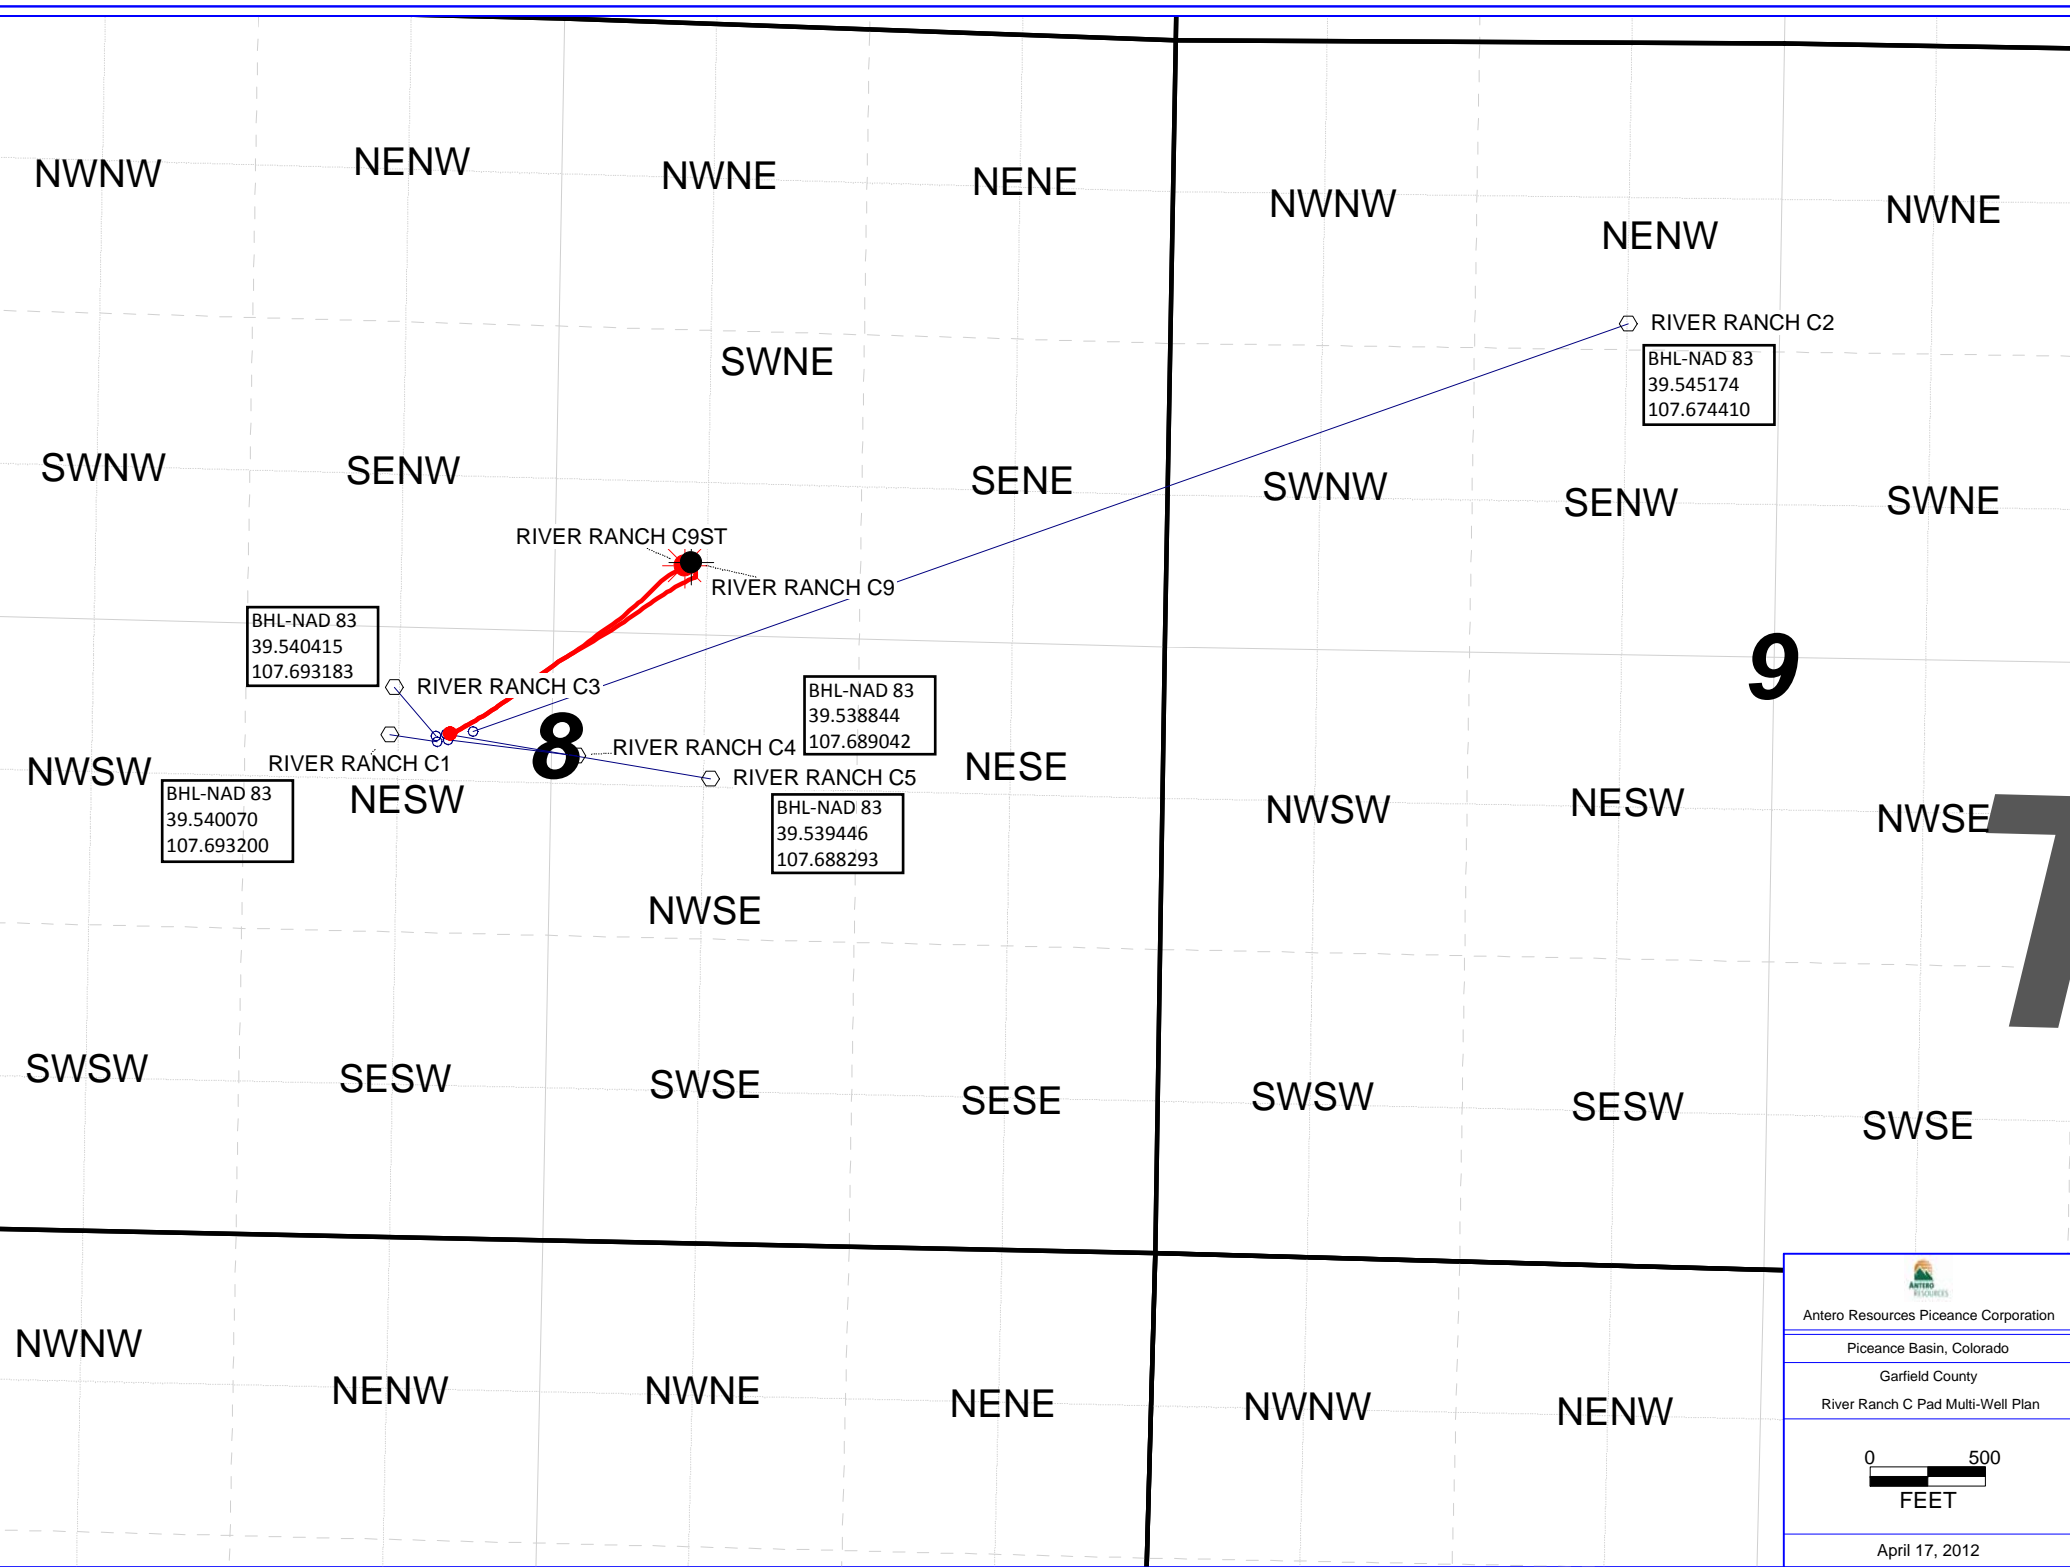 NWNW
NENW
NWNE
NENE
NWNW
NENW
NWNE
RIVER RANCH C2
BHL-NAD 83
39.545174
107.674410
SWNE
SWNW
SENW
SENE
SWNW
SENW
SWNE
RIVER RANCH C9ST
RIVER RANCH C9
BHL-NAD 83
39.540415
107.693183
RIVER RANCH C3
BHL-NAD 83
39.538844
107.689042
9
8
RIVER RANCH C4
RIVER RANCH C1
RIVER RANCH C5
NWSW
NESW
NESE
NWSW
NESW
NWSE
BHL-NAD 83
39.540070
107.693200
BHL-NAD 83
39.539446
107.688293
NWSE
SWSW
SESW
SWSE
SESE
SWSW
SESW
SWSE
NWNW
NENW
NWNE
NENE
NWNW
NENW
ANTERO
RESOURCES
Antero Resources Piceance Corporation
Piceance Basin, Colorado
Garfield County
River Ranch C Pad Multi-Well Plan
0 500
FEET
April 17, 2012